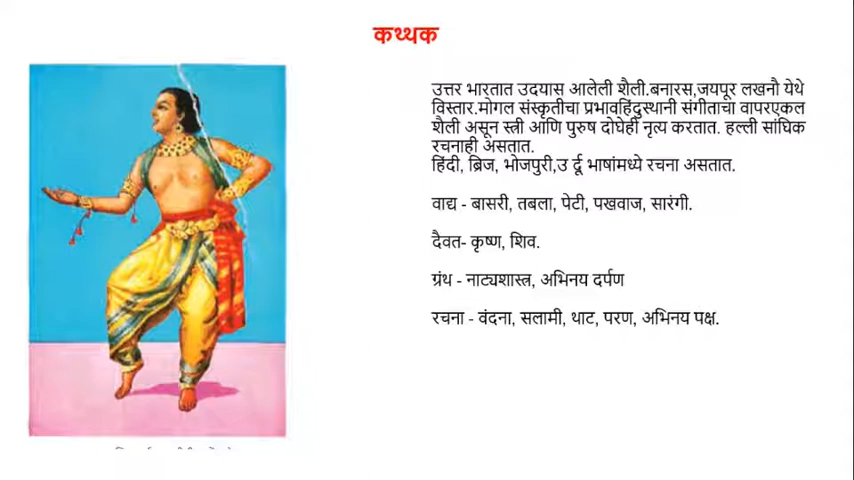 कथ्थक
उत्तर भारतात उदयास आलेली शैली.बनारस,जयपूर लखनौ येथे
विस्तार.मोगल संस्कृतीचा प्रभावहिंदुस्थानी संगीताचा वापरएकल
शैली असून स्त्री आणि पुरुष दोघेही नृत्य करतात. हल्ली सांघिक
रचनाही असतात.
हिंदी, ब्रिज, भोजपुरी,उ र्दू भाषांमध्ये रचना असतात.
वाद्य - बासरी, तबला, पेटी, पखवाज, सारंगी.
दैवत- कृष्ण, शिव.
ग्रंथ - नाट्यशास्त्र, अभिनय दर्पण
रचना - वंदना, सलामी, थाट, परण, अभिनय पक्ष.